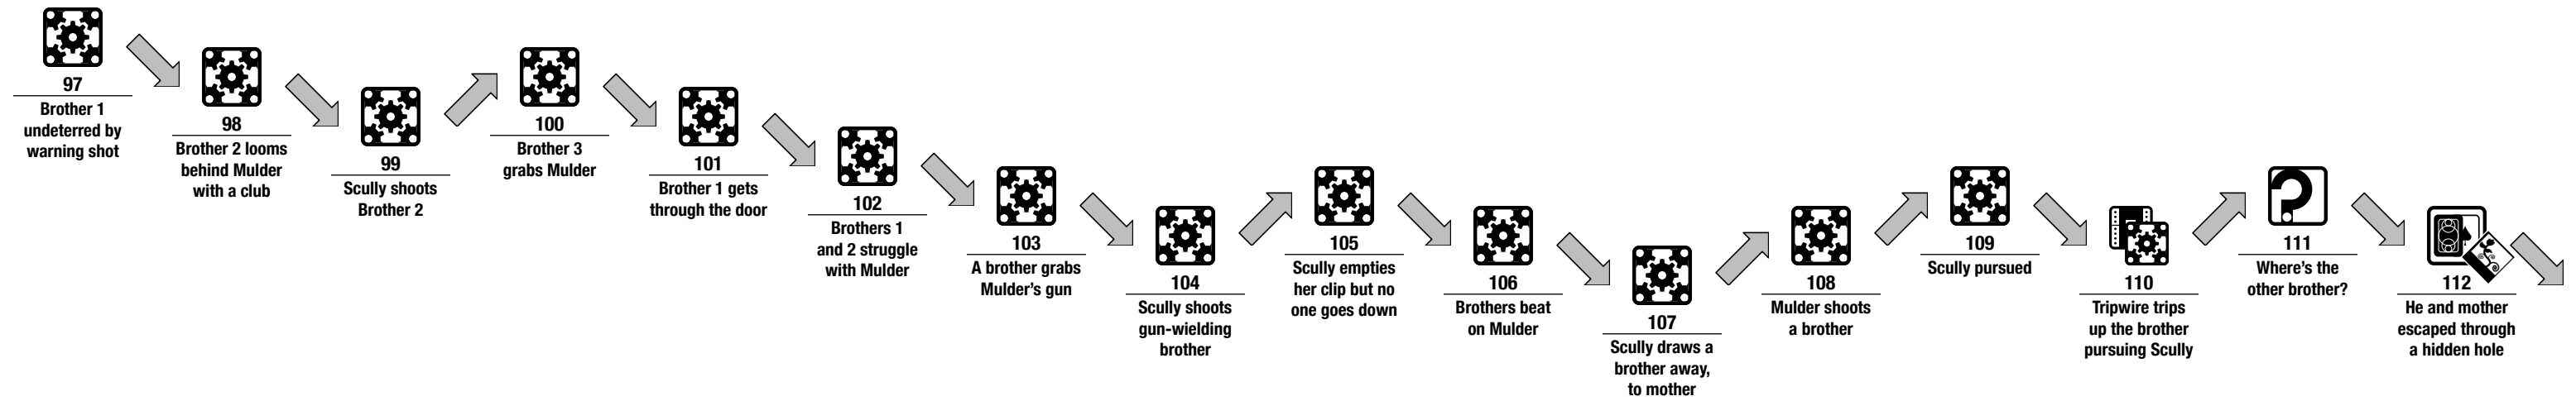 97
Brother 1
undeterred by
warning shot
98
Brother 2 looms
behind Mulder
with a club
99
Scully shoots
Brother 2
100
Brother 3
grabs Mulder
101
Brother 1 gets
through the door
102
Brothers 1
and 2 struggle
with Mulder
103
A brother grabs
Mulder’s gun
104
Scully shoots
gun-wielding
brother
105
Scully empties
her clip but no
one goes down
106
Brothers beat
on Mulder
107
Scully draws a
brother away,
to mother
108
Mulder shoots
a brother
109
Scully pursued
110
Tripwire trips
up the brother
pursuing Scully
111
Where’s the
other brother?
112
He and mother
escaped through
a hidden hole